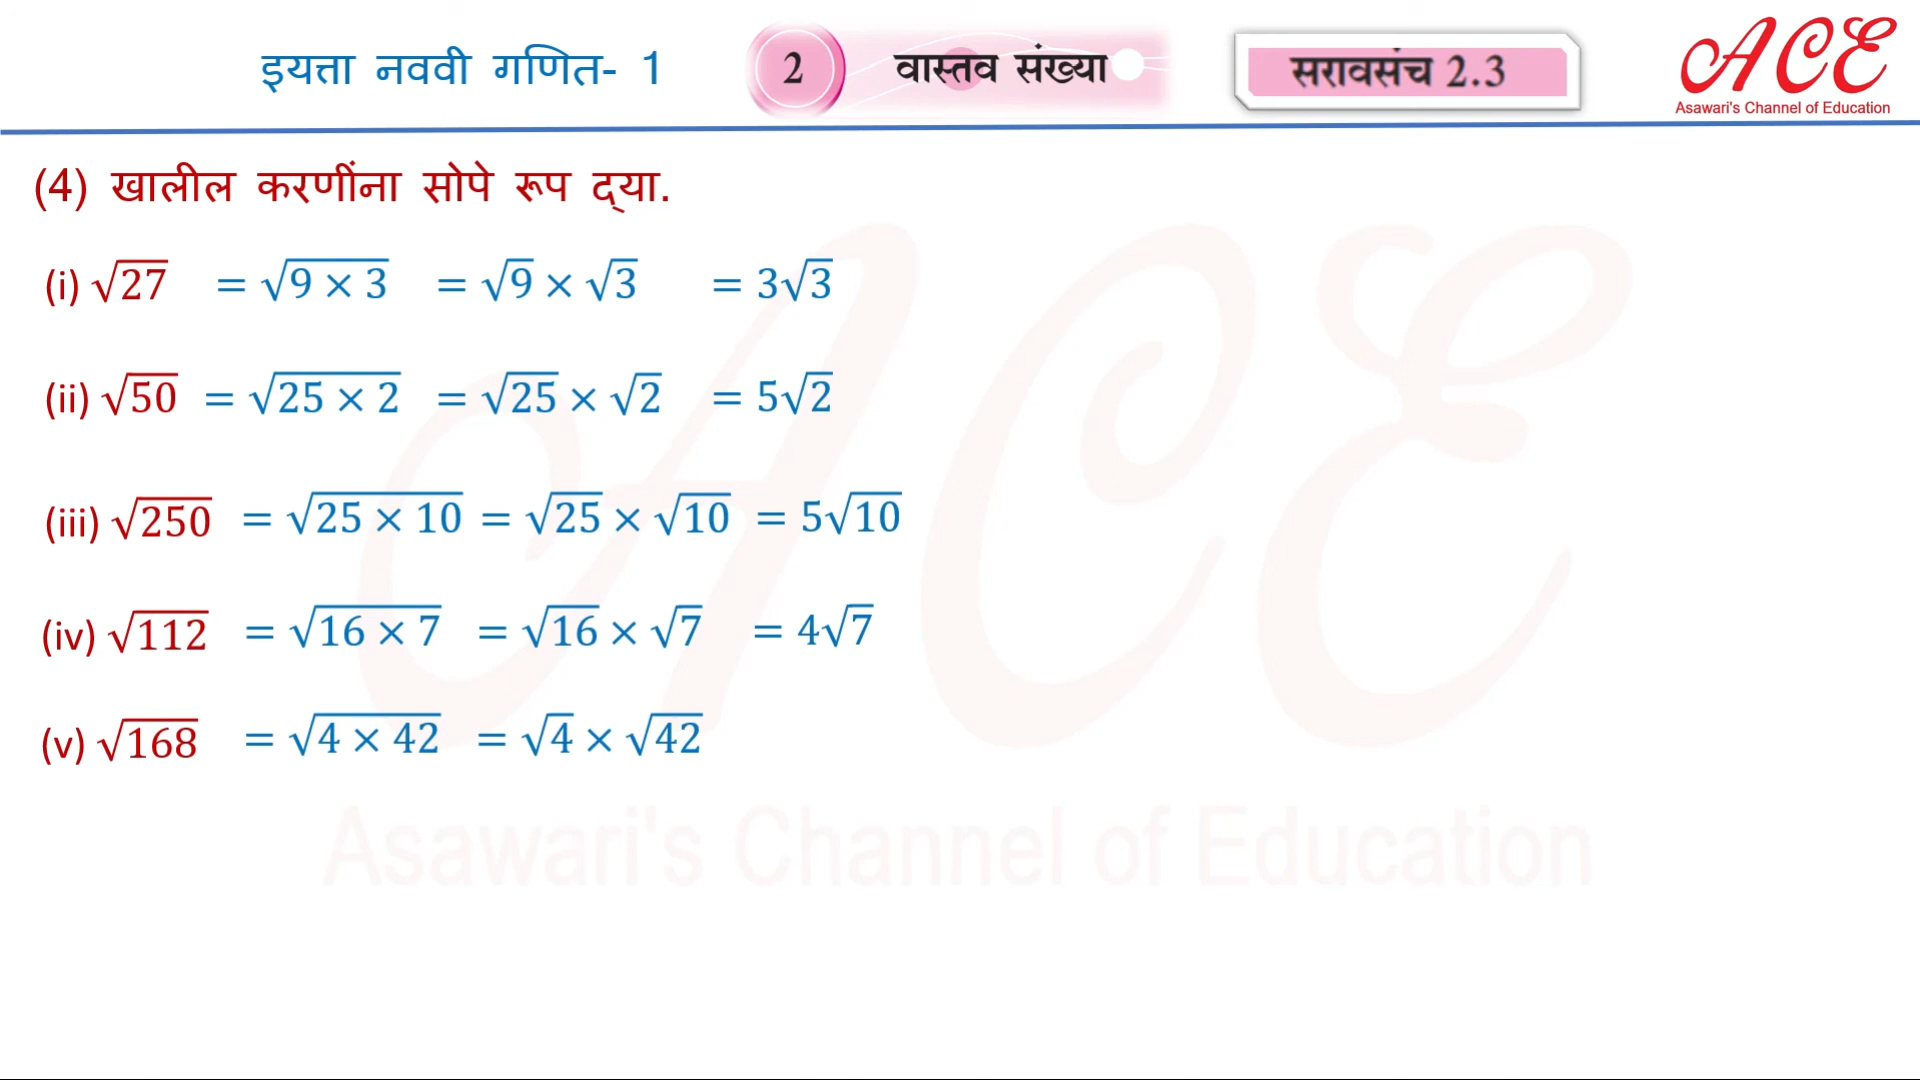 इयत्ता नववी गणित- 1 2 वास्तव संख्या सरावसंच 2.3 ACE
Asawari's Channel of Education
(4) खालील करणींना सोपे रूप द्‌या.
(i) √27 = √9 × 3 = √9 × √3 = 3√3
(ii) √50 = √25 × 2 = √25 × √2 = 5√2
(iii) √250 = √25 × 10 = √25 × √10 = 5√10
(iv) √112 = √16 × 7 = √16 × √7 = 4√7
(v) √168 = √4 × 42 = √4 × √42
ACE
Asawari's Channel of Education